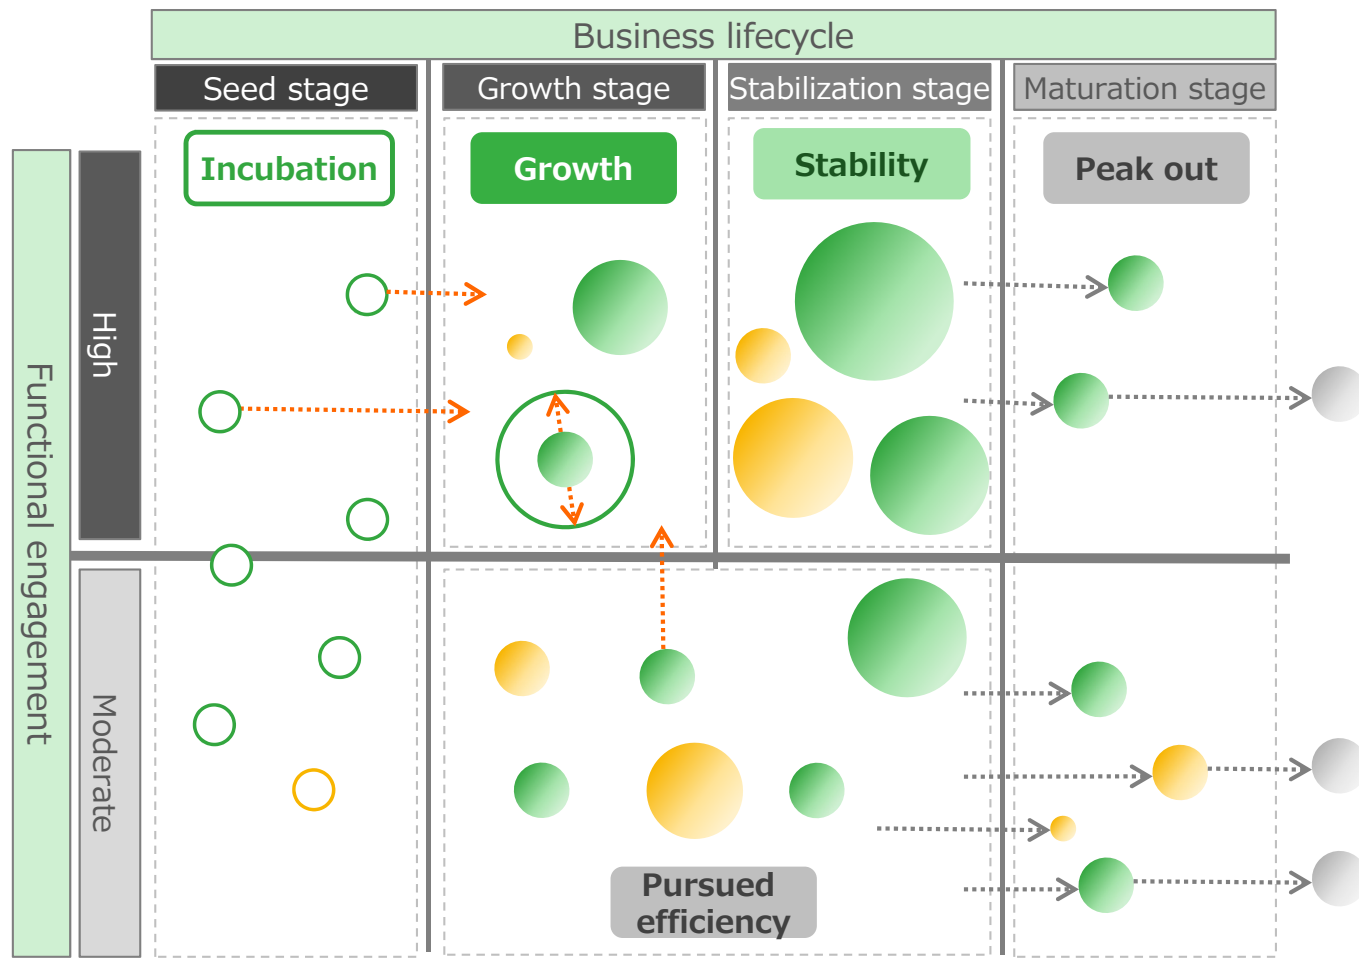 Business lifecycle
Seed stage
Growth stage
Stabilization stage
Maturation stage
Functional engagement
High
Incubation
Growth
Stability
Peak out
Moderate
Pursued
efficiency